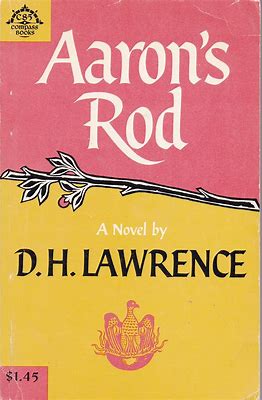 C85
COMPASS
BOOKS
Aaron's
Rod
A Novel by
D. H. LAWRENCE
$1.45